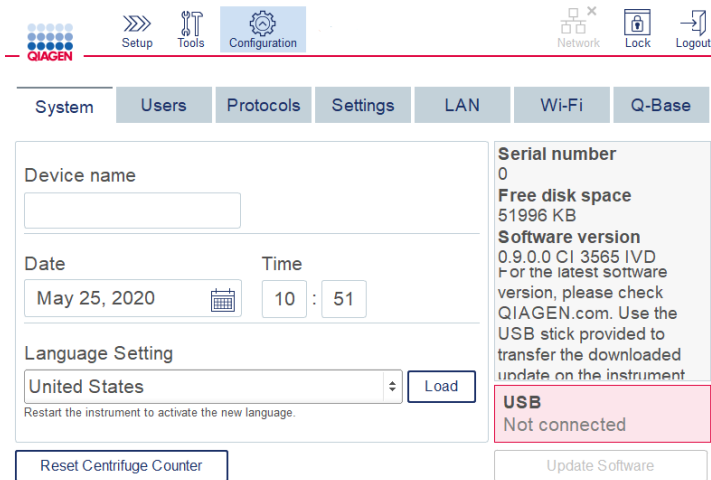 QIAGEN
Setup
Tools
Configuration
Network
Lock
Logout
System
Users
Protocols
Settings
LAN
Wi-Fi
Q-Base
Device name
Date
Time
May 25, 2020
10 : 51
Language Setting
United States
Load
Restart the instrument to activate the new language.
Reset Centrifuge Counter
Serial number
0
Free disk space
51996 KB
Software version
0.9.0.0 CI 3565 IVD
For the latest software
version, please check
QIAGEN.com. Use the
USB stick provided to
transfer the downloaded
update on the instrument
USB
Not connected
Update Software